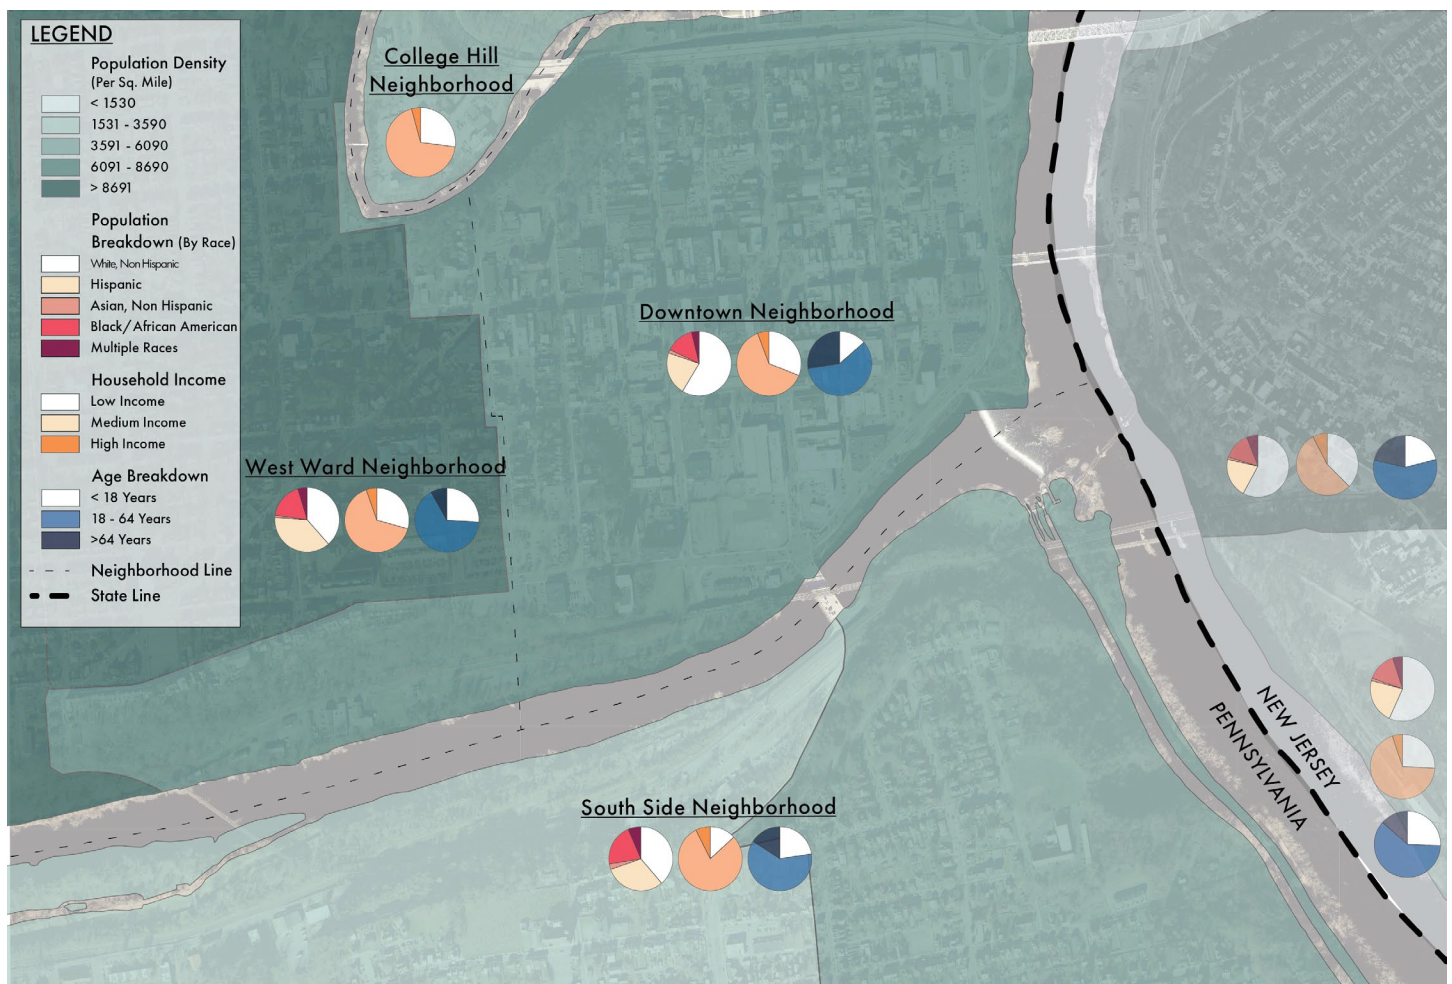 LEGEND
Population Density
(Per Sq. Mile)
< 1530
1531 - 3590
3591 - 6090
6091 - 8690
> 8691
Population
Breakdown (By Race)
White, Non Hispanic
Hispanic
Asian, Non Hispanic
Black/African American
Multiple Races
Household Income
Low Income
Medium Income
High Income
Age Breakdown
< 18 Years
18 - 64 Years
>64 Years
Neighborhood Line
State Line
College Hill
Neighborhood
Downtown Neighborhood
West Ward Neighborhood
South Side Neighborhood
NEW JERSEY
PENNSYLVANIA